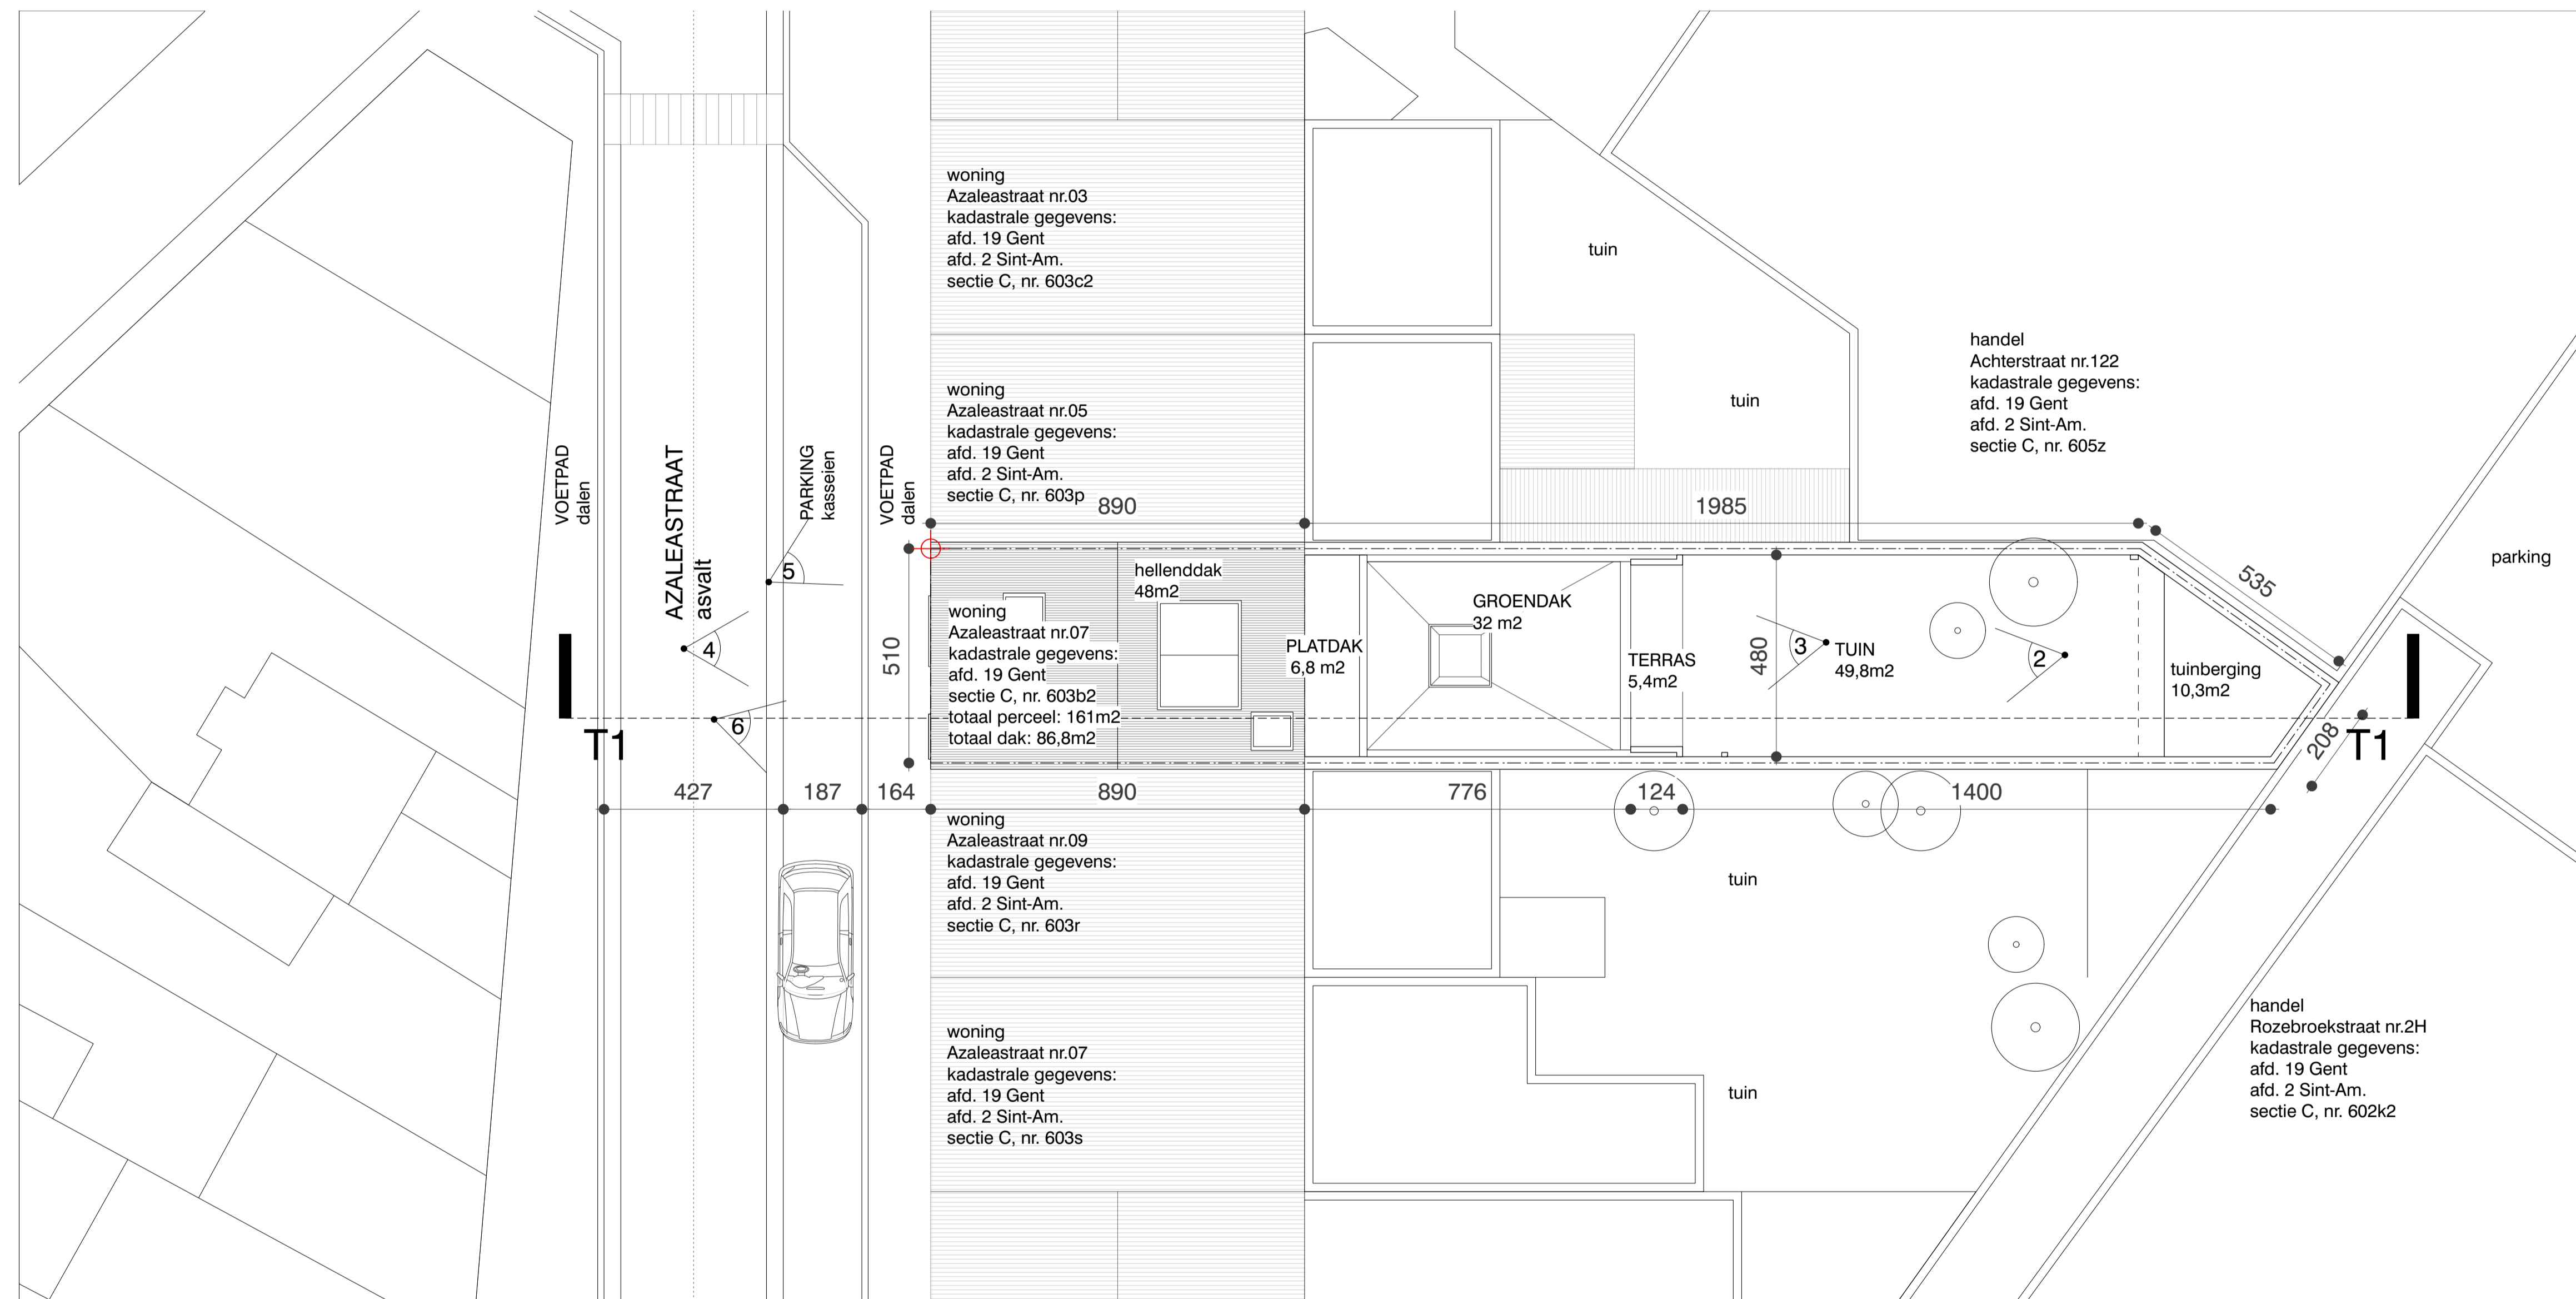 woning
Azaleastraat nr.03
kadastrale gegevens:
afd. 19 Gent
afd. 2 Sint-Am.
sectie C, nr. 603c2
tuin
handel
Achterstraat nr.122
kadastrale gegevens:
afd. 19 Gent
afd. 2 Sint-Am.
sectie C, nr. 605z
woning
Azaleastraat nr.05
kadastrale gegevens:
afd. 19 Gent
afd. 2 Sint-Am.
sectie C, nr. 603p
tuin
VOETPAD
dalen
AZALEASTRAAT
asvalt
PARKING
kasseien
VOETPAD
dalen
890
1985
535
parking
5
4
6
510
hellenddak
48m2
woning
Azaleastraat nr.07
kadastrale gegevens:
afd. 19 Gent
sectie C, nr. 603b2
totaal perceel: 161m2
totaal dak: 86,8m2
PLATDAK
6,8 m2
GROENDAK
32 m2
TERRAS
5,4m2
480
3
TUIN
49,8m2
2
tuinberging
10,3m2
T1
208
T1
427
187
164
890
776
124
1400
woning
Azaleastraat nr.09
kadastrale gegevens:
afd. 19 Gent
afd. 2 Sint-Am.
sectie C, nr. 603r
tuin
woning
Azaleastraat nr.07
kadastrale gegevens:
afd. 19 Gent
afd. 2 Sint-Am.
sectie C, nr. 603s
tuin
handel
Rozebroekstraat nr.2H
kadastrale gegevens:
afd. 19 Gent
afd. 2 Sint-Am.
sectie C, nr. 602k2